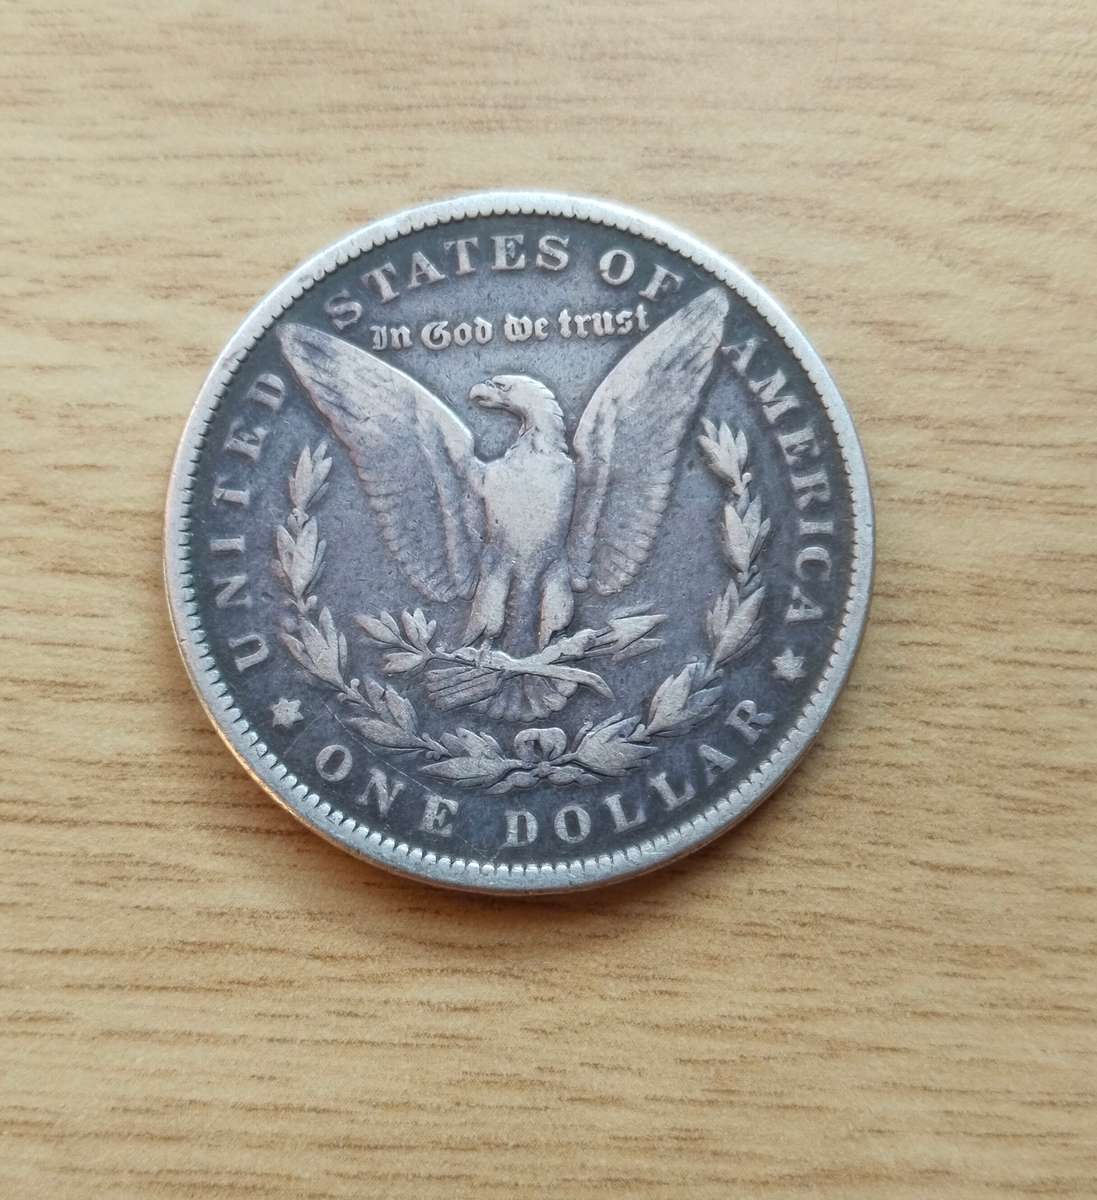 UNITED STATES OF AMERICA
In God we trust
ONE DOLLAR